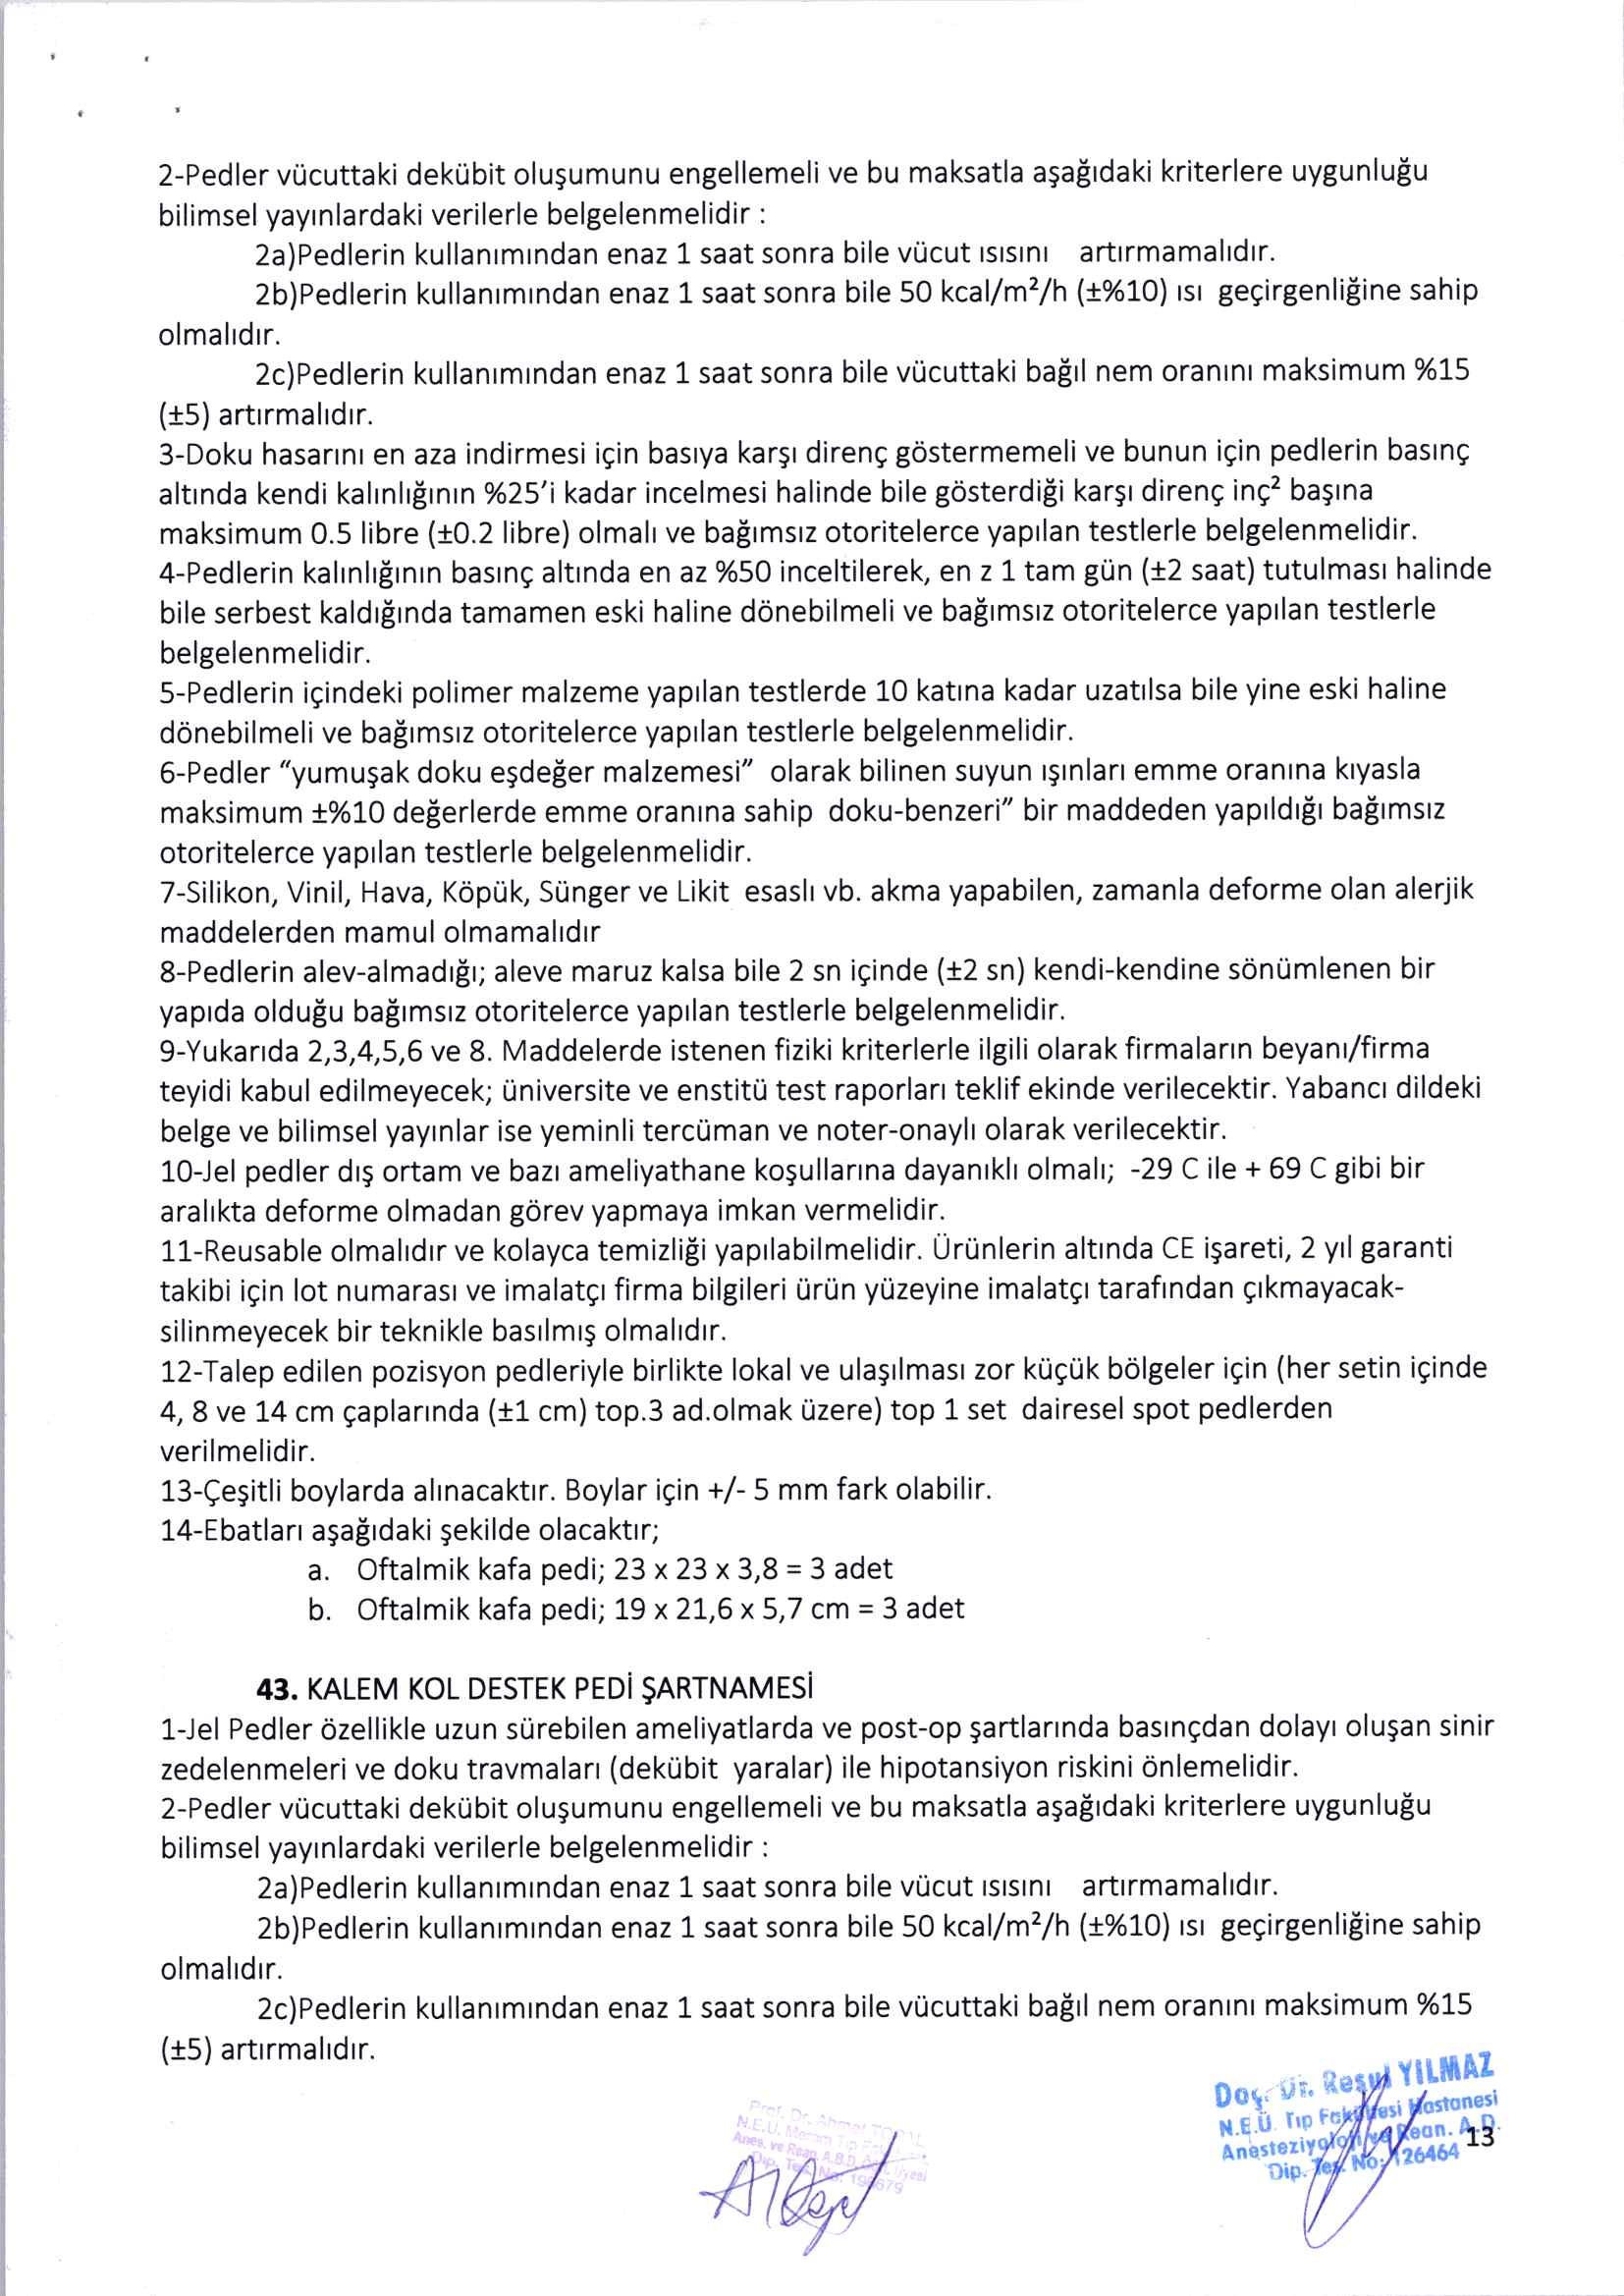 2-Pedler vücuttaki dekübit oluşumunu engellemeli ve bu maksatla aşağıdaki kriterlere uygunluğu
bilimsel yayınlardaki verilerle belgelenmelidir :
2a)Pedlerin kullanımından enaz 1 saat sonra bile vücut ısısını artırmamalıdır.
2b)Pedlerin kullanımından enaz 1 saat sonra bile 50 kcal/m²/h (±%10) ısı geçirgenliğine sahip
olmalıdır.
2c)Pedlerin kullanımından enaz 1 saat sonra bile vücuttaki bağıl nem oranını maksimum %15
(±5) artırmalıdır.
3-Doku hasarını en aza indirmesi için basıya karşı direnç göstermemeli ve bunun için pedlerin basınç
altında kendi kalınlığının %25'i kadar incelmesi halinde bile gösterdiği karşı direnç inç² başına
maksimum 0.5 libre (±0.2 libre) olmalı ve bağımsız otoritelerce yapılan testlerle belgelenmelidir.
4-Pedlerin kalınlığının basınç altında en az %50 inceltilerek, en z 1 tam gün (±2 saat) tutulması halinde
bile serbest kaldığında tamamen eski haline dönebilmeli ve bağımsız otoritelerce yapılan testlerle
belgelenmelidir.
5-Pedlerin içindeki polimer malzeme yapılan testlerde 10 katına kadar uzatılsa bile yine eski haline
dönebilmeli ve bağımsız otoritelerce yapılan testlerle belgelenmelidir.
6-Pedler “yumuşak doku eşdeğer malzemesi” olarak bilinen suyun ışınları emme oranına kıyasla
maksimum ±%10 değerlerde emme oranına sahip doku-benzeri” bir maddeden yapıldığı bağımsız
otoritelerce yapılan testlerle belgelenmelidir.
7-Silikon, Vinil, Hava, Köpük, Sünger ve Likit esaslı vb. akma yapabilen, zamanla deforme olan alerjik
maddelerden mamul olmamalıdır
8-Pedlerin alev-almadığı; aleve maruz kalsa bile 2 sn içinde (±2 sn) kendi-kendine sönümlenen bir
yapıda olduğu bağımsız otoritelerce yapılan testlerle belgelenmelidir.
9-Yukarıda 2,3,4,5,6 ve 8. Maddelerde istenen fiziki kriterlerle ilgili olarak firmaların beyanı/firma
teyidi kabul edilmeyecek; üniversite ve enstitü test raporları teklif ekinde verilecektir. Yabancı dildeki
belge ve bilimsel yayınlar ise yeminli tercüman ve noter-onaylı olarak verilecektir.
10-Jel pedler dış ortam ve bazı ameliyathane koşullarına dayanıklı olmalı; -29 C ile + 69 C gibi bir
aralıkta deforme olmadan görev yapmaya imkan vermelidir.
11-Reusable olmalıdır ve kolayca temizliği yapılabilmelidir. Ürünlerin altında CE işareti, 2 yıl garanti
takibi için lot numarası ve imalatçı firma bilgileri ürün yüzeyine imalatçı tarafından çıkmayacak-
silinmeyecek bir teknikle basılmış olmalıdır.
12-Talep edilen pozisyon pedleriyle birlikte lokal ve ulaşılması zor küçük bölgeler için (her setin içinde
4, 8 ve 14 cm çaplarında (±1 cm) top.3 ad.olmak üzere) top 1 set dairesel spot pedlerden
verilmelidir.
13-Çeşitli boylarda alınacaktır. Boylar için +/- 5 mm fark olabilir.
14-Ebatları aşağıdaki şekilde olacaktır;
a. Oftalmik kafa pedi; 23 x 23 x 3,8 = 3 adet
b. Oftalmik kafa pedi; 19 x 21,6 x 5,7 cm = 3 adet
43. KALEM KOL DESTEK PEDİ ŞARTNAMESİ
1-Jel Pedler özellikle uzun sürebilen ameliyatlarda ve post-op şartlarında basınçdan dolayı oluşan sinir
zedelenmeleri ve doku travmaları (dekübit yaralar) ile hipotansiyon riskini önlemelidir.
2-Pedler vücuttaki dekübit oluşumunu engellemeli ve bu maksatla aşağıdaki kriterlere uygunluğu
bilimsel yayınlardaki verilerle belgelenmelidir :
2a)Pedlerin kullanımından enaz 1 saat sonra bile vücut ısısını artırmamalıdır.
2b)Pedlerin kullanımından enaz 1 saat sonra bile 50 kcal/m²/h (±%10) ısı geçirgenliğine sahip
olmalıdır.
2c)Pedlerin kullanımından enaz 1 saat sonra bile vücuttaki bağıl nem oranını maksimum %15
(±5) artırmalıdır.
Prof. Dr. Ahmet
N.E.Ü. Meram Tıp
Anes. ve Rean. A.B.D.
Dip. Tes. No:
Doç. Dr. Resul YILMAZ
N.E.Ü. Tıp Fakültesi Hastanesi
Anesteziyoloji ve Rean. A.D.
Dip. Tes. No: 126464
13